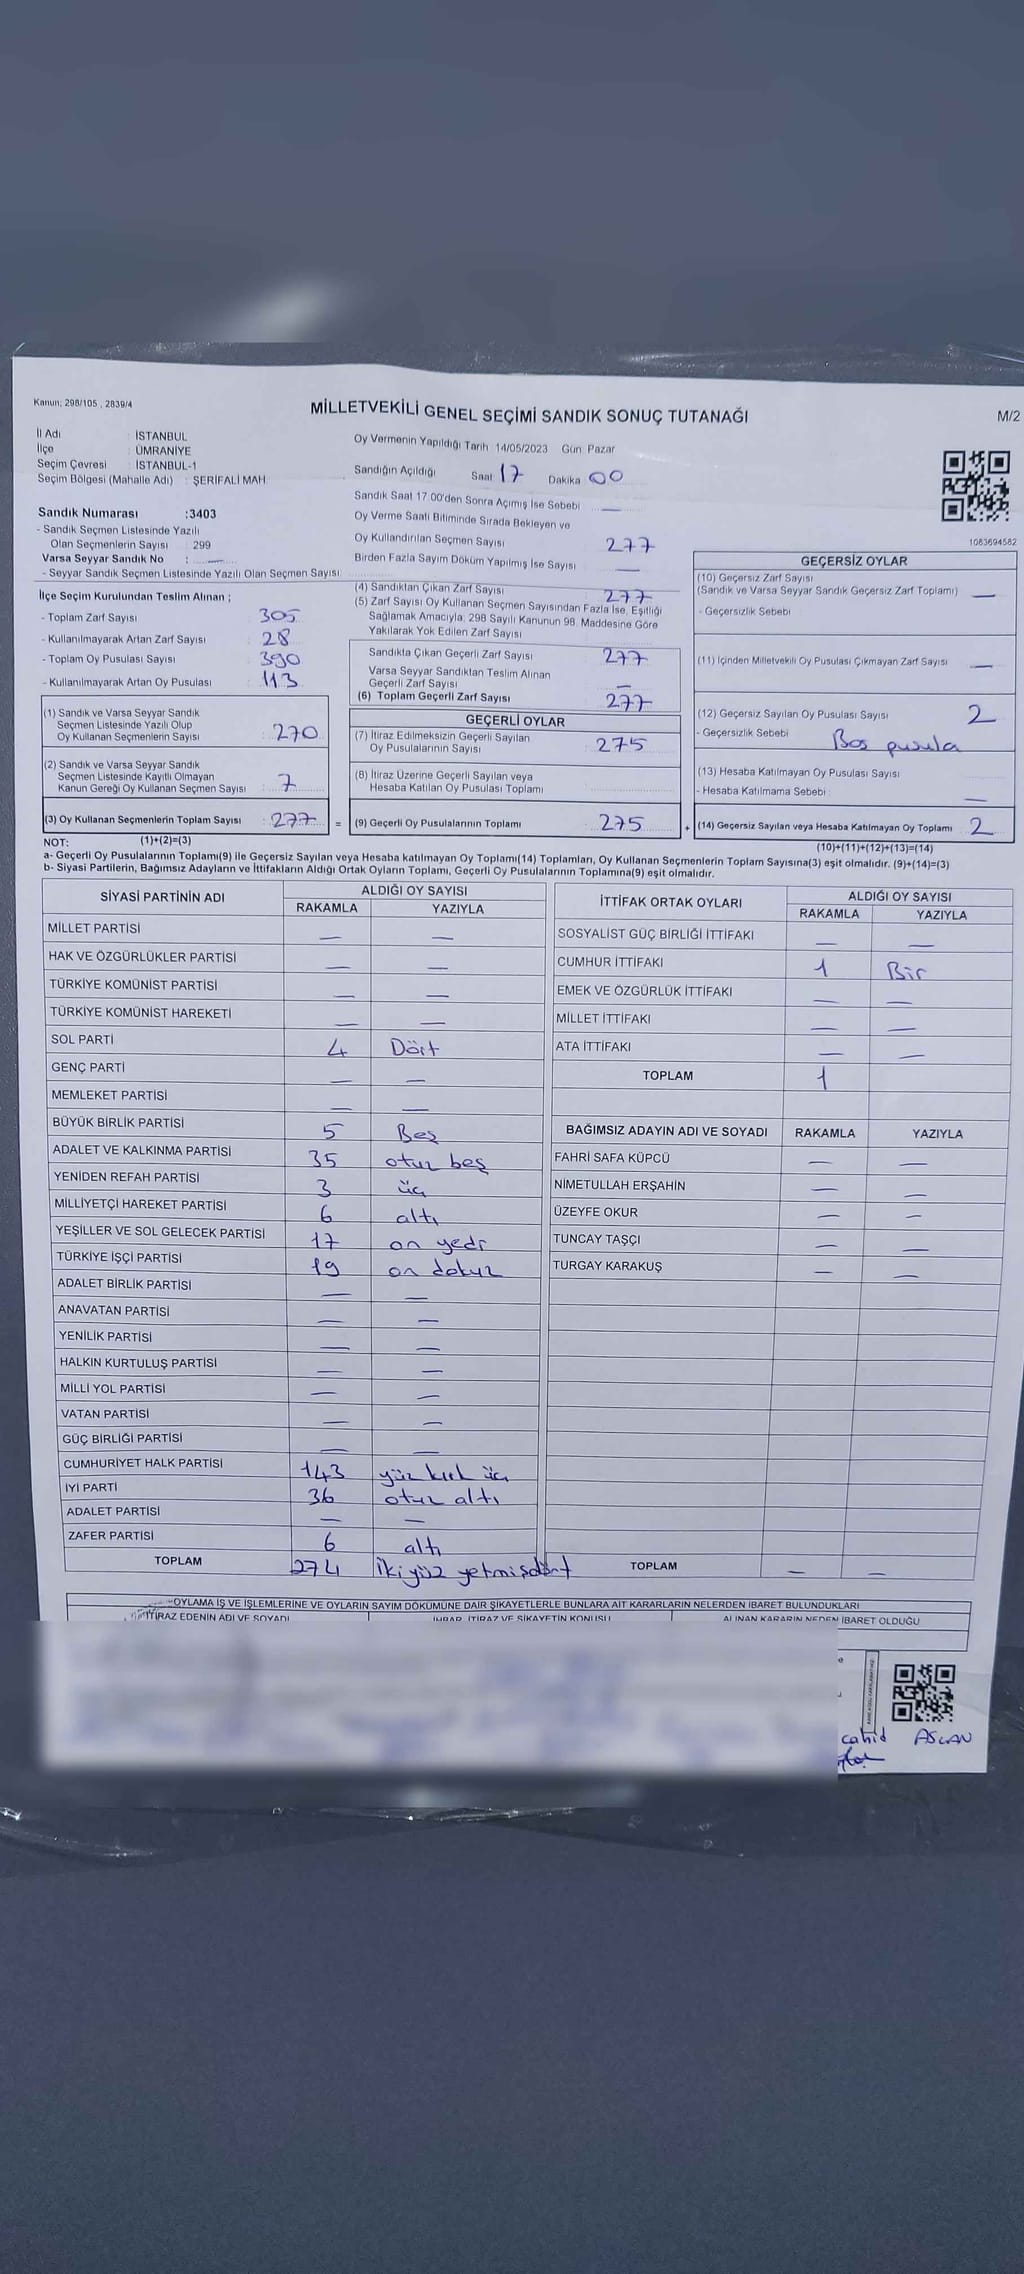 Kanun; 298/105 , 2839/4
MİLLETVEKİLİ GENEL SEÇİMİ SANDIK SONUÇ TUTANAĞI
M/2
İl Adı : İSTANBUL
İlçe : ÜMRANİYE
Seçim Çevresi : İSTANBUL-1
Seçim Bölgesi (Mahalle Adı) : ŞERİFALİ MAH.
Oy Vermenin Yapıldığı Tarih 14/05/2023 Gün Pazar
Sandığın Açıldığı Saat 17 Dakika 00
Sandık Saat 17:00'den Sonra Açımış İse Sebebi —
Oy Verme Saati Bitiminde Sırada Bekleyen ve
Oy Kullandırılan Seçmen Sayısı 277
Birden Fazla Sayım Döküm Yapılmış İse Sayısı —
1083694582
Sandık Numarası :3403
- Sandık Seçmen Listesinde Yazılı
Olan Seçmenlerin Sayısı : 299
Varsa Seyyar Sandık No : —
- Seyyar Sandık Seçmen Listesinde Yazılı Olan Seçmen Sayısı
İlçe Seçim Kurulundan Teslim Alınan ;
- Toplam Zarf Sayısı : 305
- Kullanılmayarak Artan Zarf Sayısı : 28
- Toplam Oy Pusulası Sayısı : 390
- Kullanılmayarak Artan Oy Pusulası : 113
(1) Sandık ve Varsa Seyyar Sandık
Seçmen Listesinde Yazılı Olup
Oy Kullanan Seçmenlerin Sayısı : 270
(2) Sandık ve Varsa Seyyar Sandık
Seçmen Listesinde Kayıtlı Olmayan
Kanun Gereği Oy Kullanan Seçmen Sayısı : 7
(3) Oy Kullanan Seçmenlerin Toplam Sayısı : 277 =
(4) Sandıktan Çıkan Zarf Sayısı 277
(5) Zarf Sayısı Oy Kullanan Seçmen Sayısından Fazla İse, Eşitliği
Sağlamak Amacıyla; 298 Sayılı Kanunun 98. Maddesine Göre
Yakılarak Yok Edilen Zarf Sayısı
Sandıkta Çıkan Geçerli Zarf Sayısı 277
Varsa Seyyar Sandıktan Teslim Alınan
Geçerli Zarf Sayısı —
(6) Toplam Geçerli Zarf Sayısı 277
GEÇERLİ OYLAR
(7) İtiraz Edilmeksizin Geçerli Sayılan
Oy Pusulalarının Sayısı 275
(8) İtiraz Üzerine Geçerli Sayılan veya
Hesaba Katılan Oy Pusulası Toplamı
(9) Geçerli Oy Pusulalarının Toplamı 275 +
GEÇERSİZ OYLAR
(10) Geçersiz Zarf Sayısı
(Sandık ve Varsa Seyyar Sandık Geçersiz Zarf Toplamı) —
- Geçersizlik Sebebi
(11) İçinden Milletvekili Oy Pusulası Çıkmayan Zarf Sayısı —
(12) Geçersiz Sayılan Oy Pusulası Sayısı 2
- Geçersizlik Sebebi Boş pusula
(13) Hesaba Katılmayan Oy Pusulası Sayısı
- Hesaba Katılmama Sebebi : —
(14) Geçersiz Sayılan veya Hesaba Katılmayan Oy Toplamı 2
NOT: (1)+(2)=(3) (10)+(11)+(12)+(13)=(14)
a- Geçerli Oy Pusulalarının Toplamı(9) ile Geçersiz Sayılan veya Hesaba katılmayan Oy Toplamı(14) Toplamları, Oy Kullanan Seçmenlerin Toplam Sayısına(3) eşit olmalıdır. (9)+(14)=(3)
b- Siyasi Partilerin, Bağımsız Adayların ve İttifakların Aldığı Ortak Oyların Toplamı, Geçerli Oy Pusulalarının Toplamına(9) eşit olmalıdır.
SİYASİ PARTİNİN ADI ALDIĞI OY SAYISI
RAKAMLA YAZIYLA
MİLLET PARTİSİ — —
HAK VE ÖZGÜRLÜKLER PARTİSİ — —
TÜRKİYE KOMÜNİST PARTİSİ — —
TÜRKİYE KOMÜNİST HAREKETİ — —
SOL PARTİ 4 Dört
GENÇ PARTİ — —
MEMLEKET PARTİSİ — —
BÜYÜK BİRLİK PARTİSİ 5 Beş
ADALET VE KALKINMA PARTİSİ 35 otuz beş
YENİDEN REFAH PARTİSİ 3 üç
MİLLİYETÇİ HAREKET PARTİSİ 6 altı
YEŞİLLER VE SOL GELECEK PARTİSİ 17 on yedi
TÜRKİYE İŞÇİ PARTİSİ 19 on dokuz
ADALET BİRLİK PARTİSİ — —
ANAVATAN PARTİSİ — —
YENİLİK PARTİSİ — —
HALKIN KURTULUŞ PARTİSİ — —
MİLLİ YOL PARTİSİ — —
VATAN PARTİSİ — —
GÜÇ BİRLİĞİ PARTİSİ — —
CUMHURİYET HALK PARTİSİ 143 yüz kırk üç
İYİ PARTİ 36 otuz altı
ADALET PARTİSİ — —
ZAFER PARTİSİ 6 altı
TOPLAM 274 İkiyüz yetmişdört
İTTİFAK ORTAK OYLARI ALDIĞI OY SAYISI
RAKAMLA YAZIYLA
SOSYALİST GÜÇ BİRLİĞİ İTTİFAKI — —
CUMHUR İTTİFAKI 1 Bir
EMEK VE ÖZGÜRLÜK İTTİFAKI — —
MİLLET İTTİFAKI — —
ATA İTTİFAKI — —
TOPLAM 1
BAĞIMSIZ ADAYIN ADI VE SOYADI RAKAMLA YAZIYLA
FAHRİ SAFA KÜPCÜ — —
NİMETULLAH ERŞAHİN — —
ÜZEYFE OKUR — —
TUNCAY TAŞÇI — —
TURGAY KARAKUŞ — —
TOPLAM — —
OYLAMA İŞ VE İŞLEMLERİNE VE OYLARIN SAYIM DÖKÜMÜNE DAİR ŞİKAYETLERLE BUNLARA AİT KARARLARIN NELERDEN İBARET BULUNDUKLARI
İTİRAZ EDENİN ADI VE SOYADI İHBAR, İTİRAZ VE ŞİKAYETİN KONUSU ALINAN KARARIN NEDEN İBARET OLDUĞU
cahid ASLAN